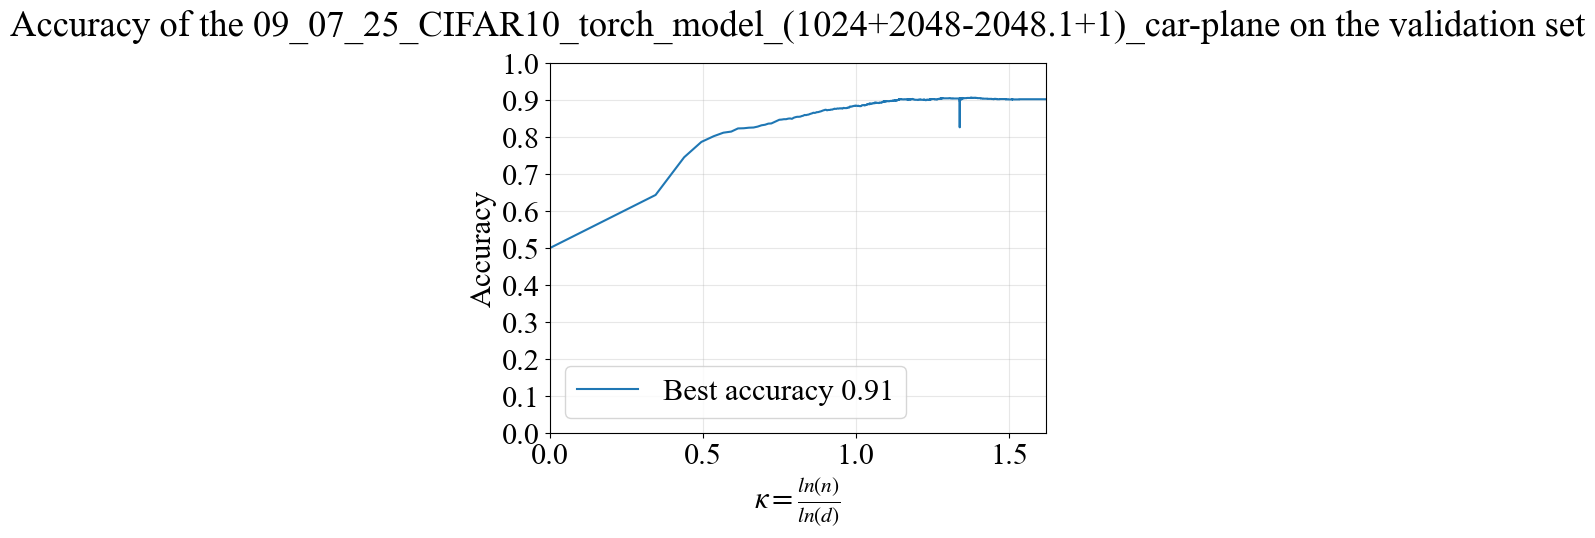 Accuracy of the 09_07_25_CIFAR10_torch_model_(1024+2048-2048.1+1)_car-plane on the validation set
1.0
0.9
0.8
0.7
0.6
0.5
0.4
0.3
0.2
0.1
0.0
Accuracy
Best accuracy 0.91
0.0 0.5 1.0 1.5
κ = ln(n)/ln(d)